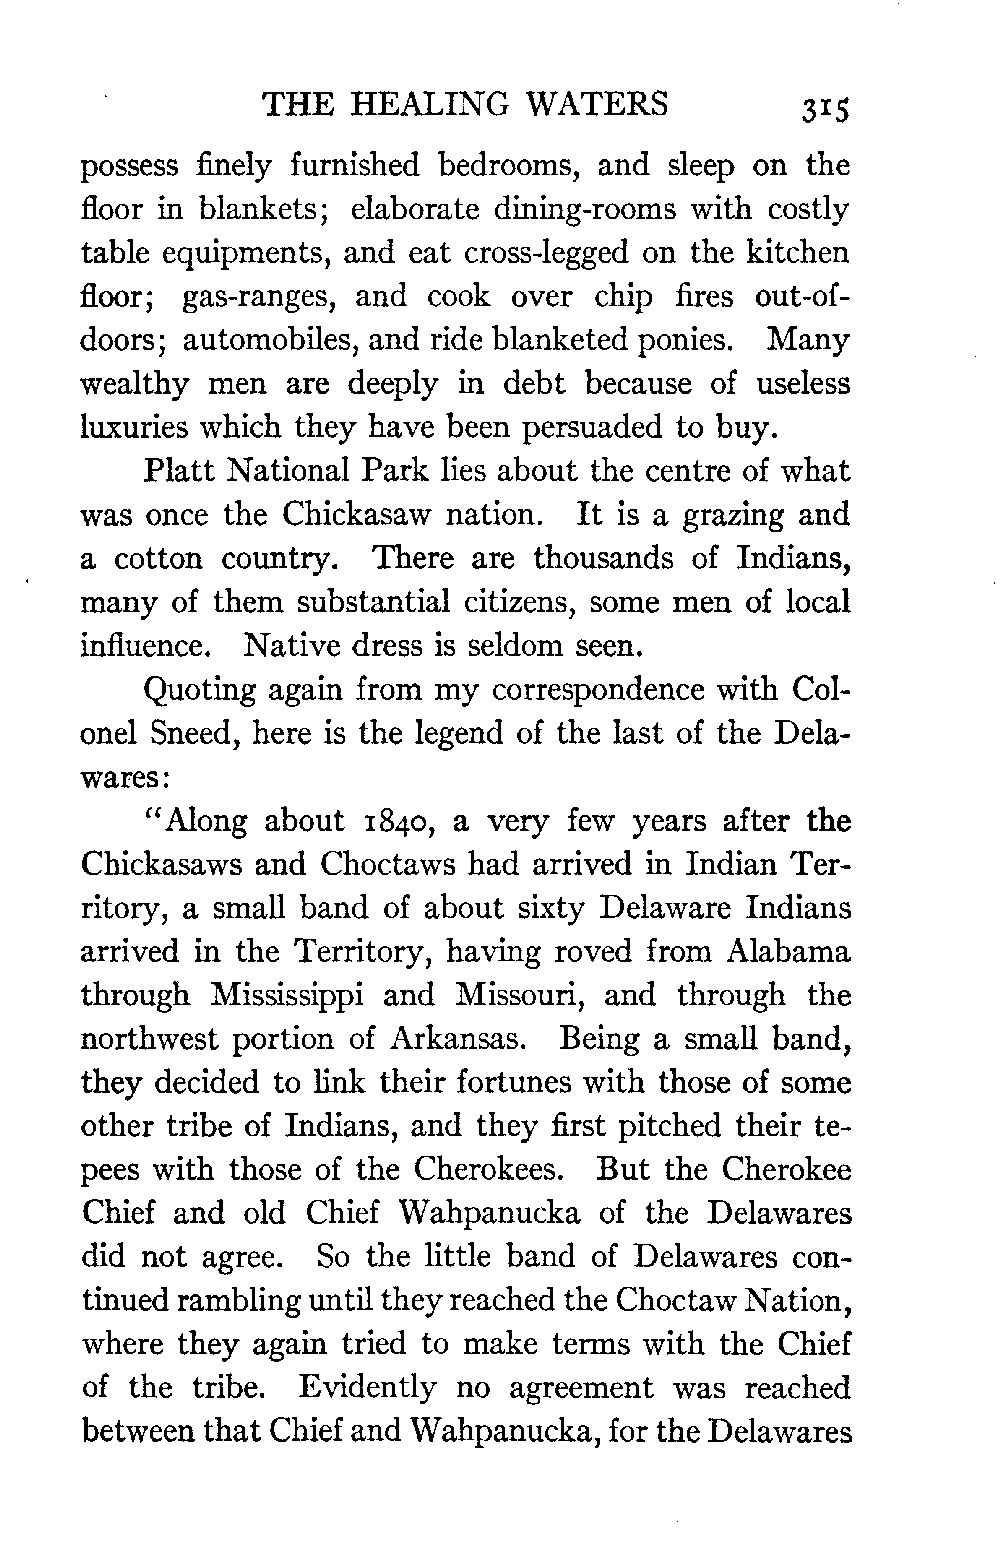 THE HEALING WATERS 315
possess finely furnished bedrooms, and sleep on the
floor in blankets; elaborate dining-rooms with costly
table equipments, and eat cross-legged on the kitchen
floor; gas-ranges, and cook over chip fires out-of-
doors; automobiles, and ride blanketed ponies. Many
wealthy men are deeply in debt because of useless
luxuries which they have been persuaded to buy.
Platt National Park lies about the centre of what
was once the Chickasaw nation. It is a grazing and
a cotton country. There are thousands of Indians,
many of them substantial citizens, some men of local
influence. Native dress is seldom seen.
Quoting again from my correspondence with Col-
onel Sneed, here is the legend of the last of the Dela-
wares:
“Along about 1840, a very few years after the
Chickasaws and Choctaws had arrived in Indian Ter-
ritory, a small band of about sixty Delaware Indians
arrived in the Territory, having roved from Alabama
through Mississippi and Missouri, and through the
northwest portion of Arkansas. Being a small band,
they decided to link their fortunes with those of some
other tribe of Indians, and they first pitched their te-
pees with those of the Cherokees. But the Cherokee
Chief and old Chief Wahpanucka of the Delawares
did not agree. So the little band of Delawares con-
tinued rambling until they reached the Choctaw Nation,
where they again tried to make terms with the Chief
of the tribe. Evidently no agreement was reached
between that Chief and Wahpanucka, for the Delawares